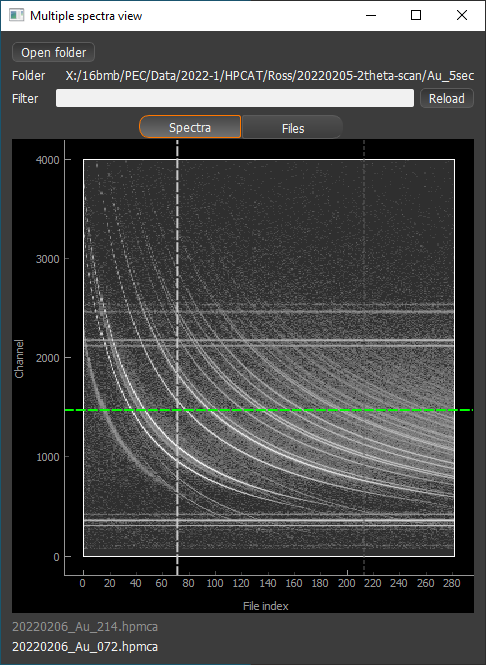 Multiple spectra view
Open folder
Folder X:/16bmb/PEC/Data/2022-1/HPCAT/Ross/20220205-2theta-scan/Au_5sec
Filter Reload
Spectra Files
4000
3000
2000
1000
0
Channel
0 20 40 60 80 100 120 140 160 180 200 220 240 260 280
File index
20220206_Au_214.hpmca
20220206_Au_072.hpmca